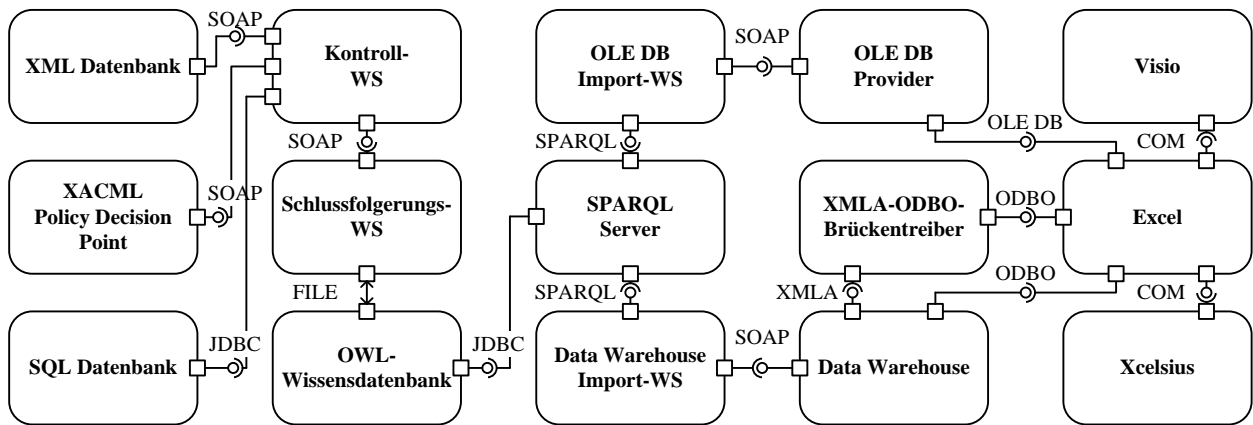 SOAP
XML Datenbank
Kontroll-
WS
OLE DB
Import-WS
SOAP
OLE DB
Provider
Visio
SOAP
SPARQL
OLE DB
COM
XACML
Policy Decision
Point
SOAP
Schlussfolgerungs-
WS
SPARQL
Server
XMLA-ODBO-
Brückentreiber
ODBO
Excel
FILE
SPARQL
XMLA
ODBO
COM
SQL Datenbank
JDBC
OWL-
Wissensdatenbank
JDBC
Data Warehouse
Import-WS
SOAP
Data Warehouse
Xcelsius